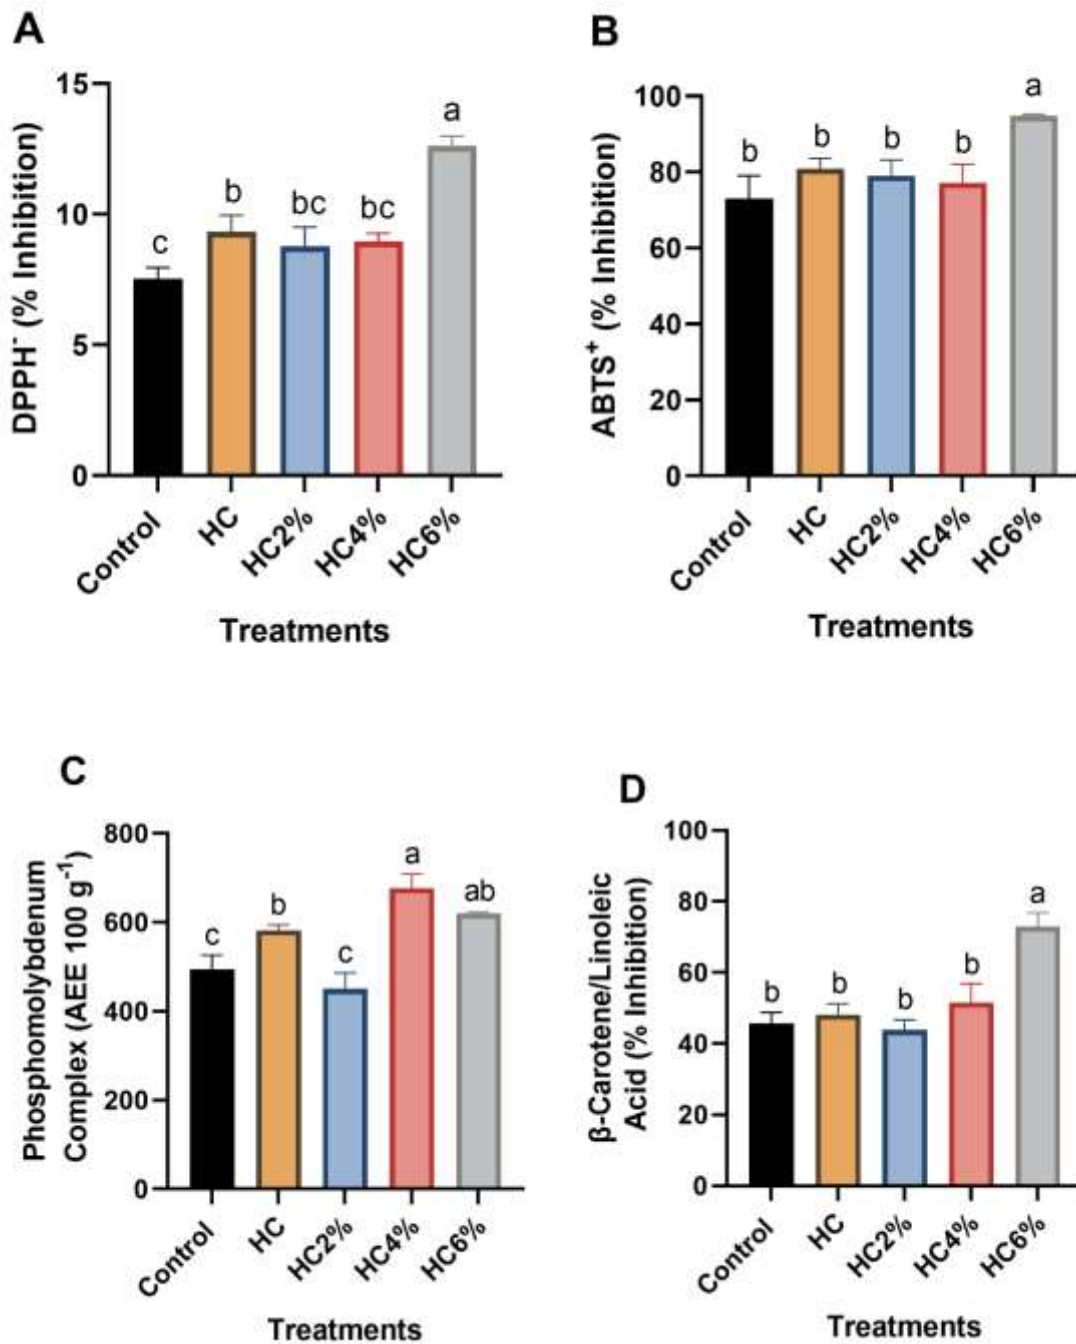 A
DPPH⁻ (% Inhibition)
15
10
5
0
c
b
bc
bc
a
Control
HC
HC2%
HC4%
HC6%
Treatments
B
ABTS⁺ (% Inhibition)
100
80
60
40
20
0
b
b
b
b
a
Control
HC
HC2%
HC4%
HC6%
Treatments
C
Phosphomolybdenum
Complex (AEE 100 g⁻¹)
800
600
400
200
0
c
b
c
a
ab
Control
HC
HC2%
HC4%
HC6%
Treatments
D
β-Carotene/Linoleic
Acid (% Inhibition)
100
80
60
40
20
0
b
b
b
b
a
Control
HC
HC2%
HC4%
HC6%
Treatments